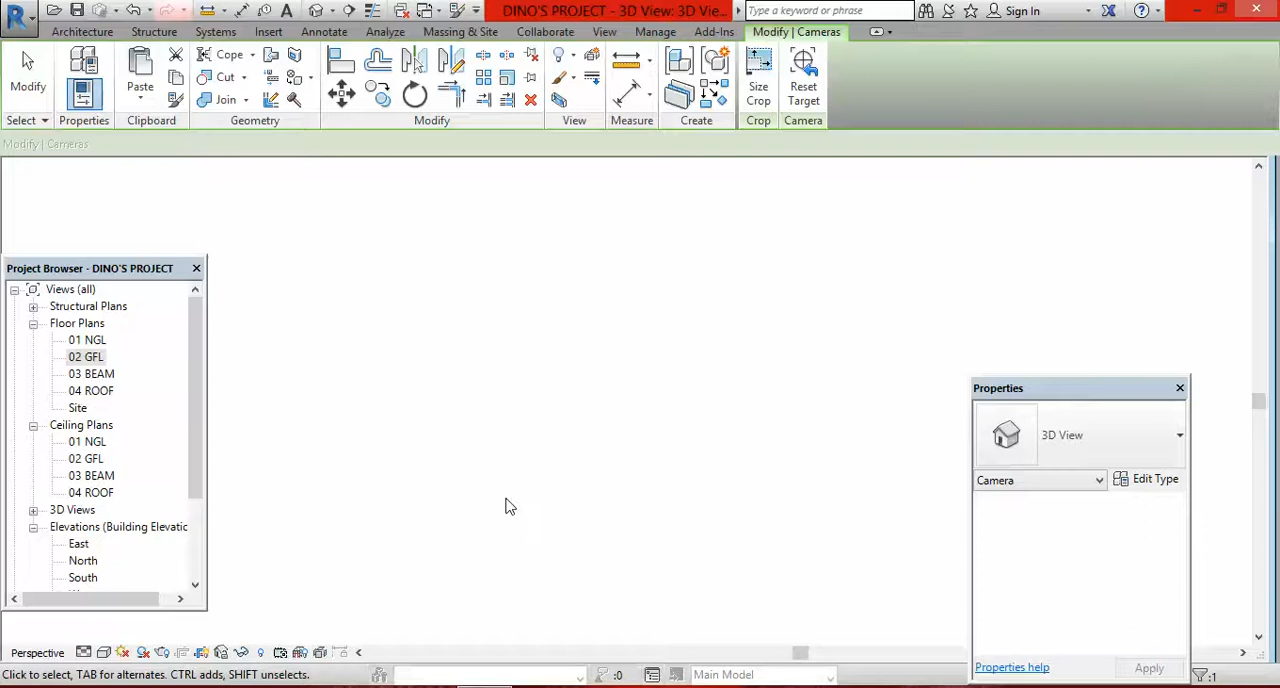 DINO'S PROJECT - 3D View: 3D Vie...
Type a keyword or phrase
Sign In
Architecture
Structure
Systems
Insert
Annotate
Analyze
Massing & Site
Collaborate
View
Manage
Add-Ins
Modify | Cameras
Modify
Paste
Cope
Cut
Join
Size
Crop
Reset
Target
Select
Properties
Clipboard
Geometry
Modify
View
Measure
Create
Crop
Camera
Modify | Cameras
Project Browser - DINO'S PROJECT
Views (all)
Structural Plans
Floor Plans
01 NGL
02 GFL
03 BEAM
04 ROOF
Site
Ceiling Plans
01 NGL
02 GFL
03 BEAM
04 ROOF
3D Views
Elevations (Building Elevatic
East
North
South
Properties
3D View
Camera
Edit Type
Properties help
Apply
Perspective
Click to select, TAB for alternates. CTRL adds, SHIFT unselects.
:0
Main Model
:1